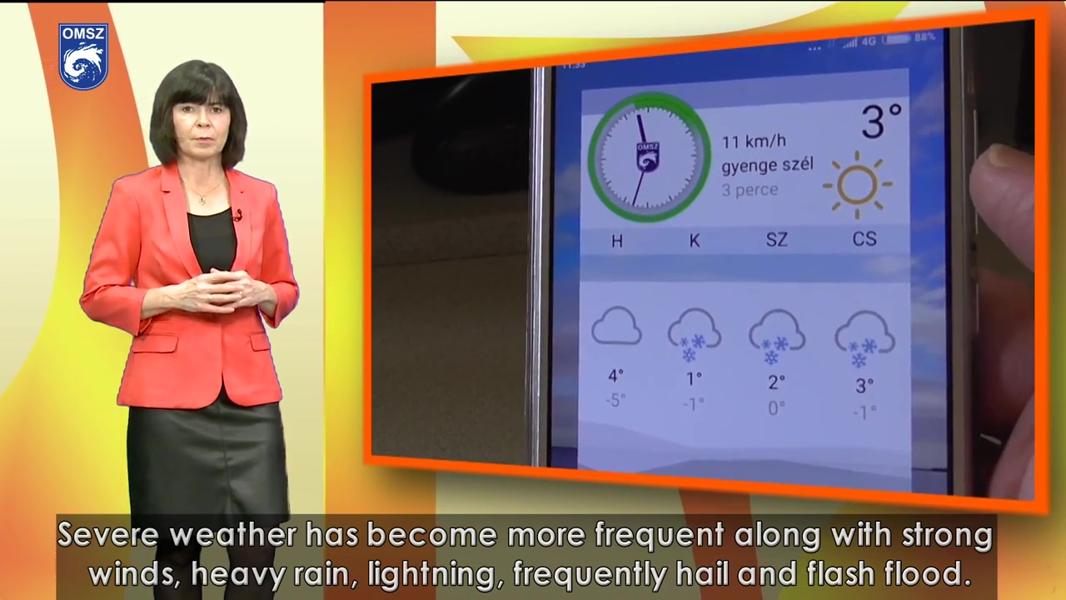 OMSZ
4G 88%
11:55
OMSZ
11 km/h
gyenge szél
3 perce
3°
H K SZ CS
4° 1° 2° 3°
-5° -1° 0° -1°
Severe weather has become more frequent along with strong
winds, heavy rain, lightning, frequently hail and flash flood.